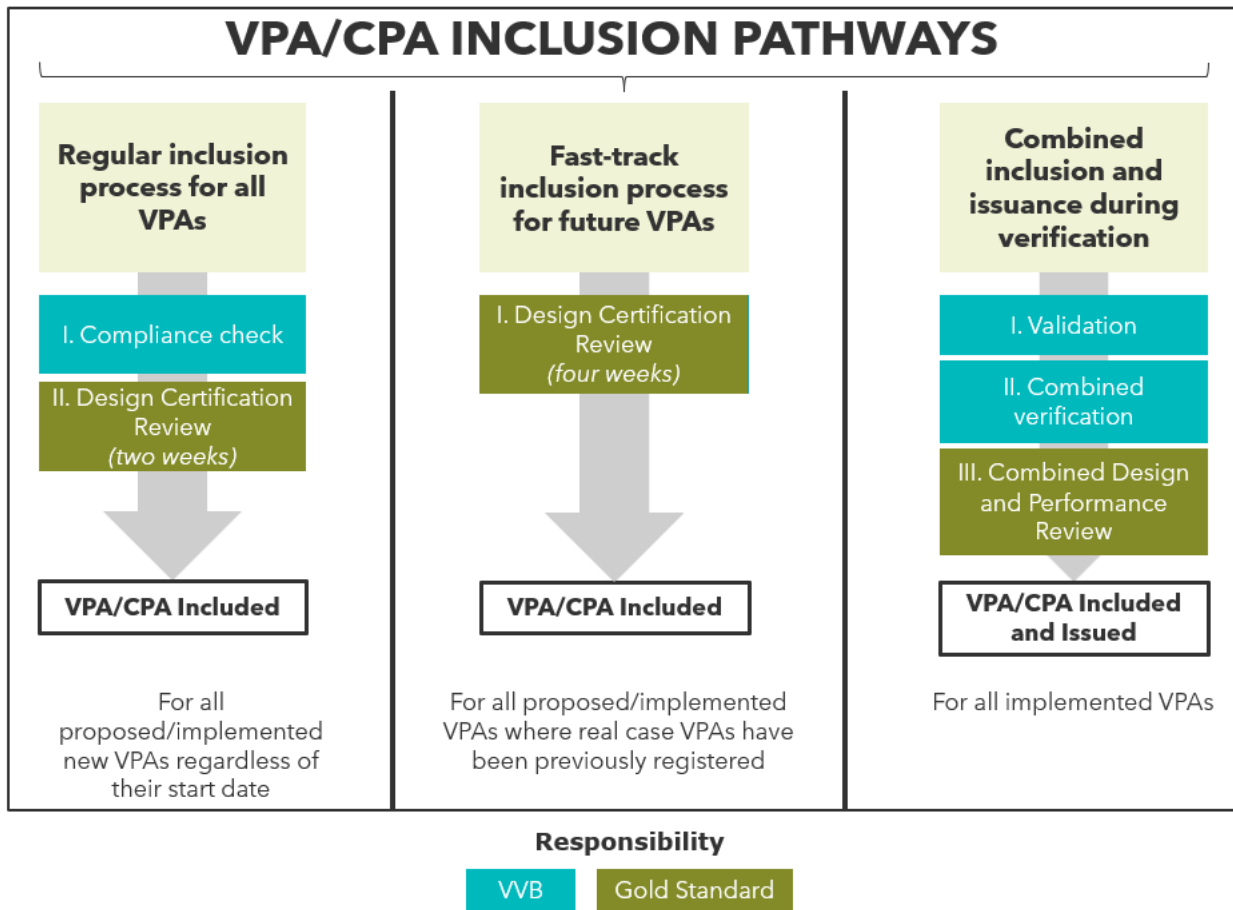 VPA/CPA INCLUSION PATHWAYS
Regular inclusion
process for all
VPAs
I. Compliance check
II. Design Certification
Review
(two weeks)
VPA/CPA Included
For all
proposed/implemented
new VPAs regardless of
their start date
Fast-track
inclusion process
for future VPAs
I. Design Certification
Review
(four weeks)
VPA/CPA Included
For all proposed/implemented
VPAs where real case VPAs have
been previously registered
Combined
inclusion and
issuance during
verification
I. Validation
II. Combined
verification
III. Combined Design
and Performance
Review
VPA/CPA Included
and Issued
For all implemented VPAs
Responsibility
VVB
Gold Standard